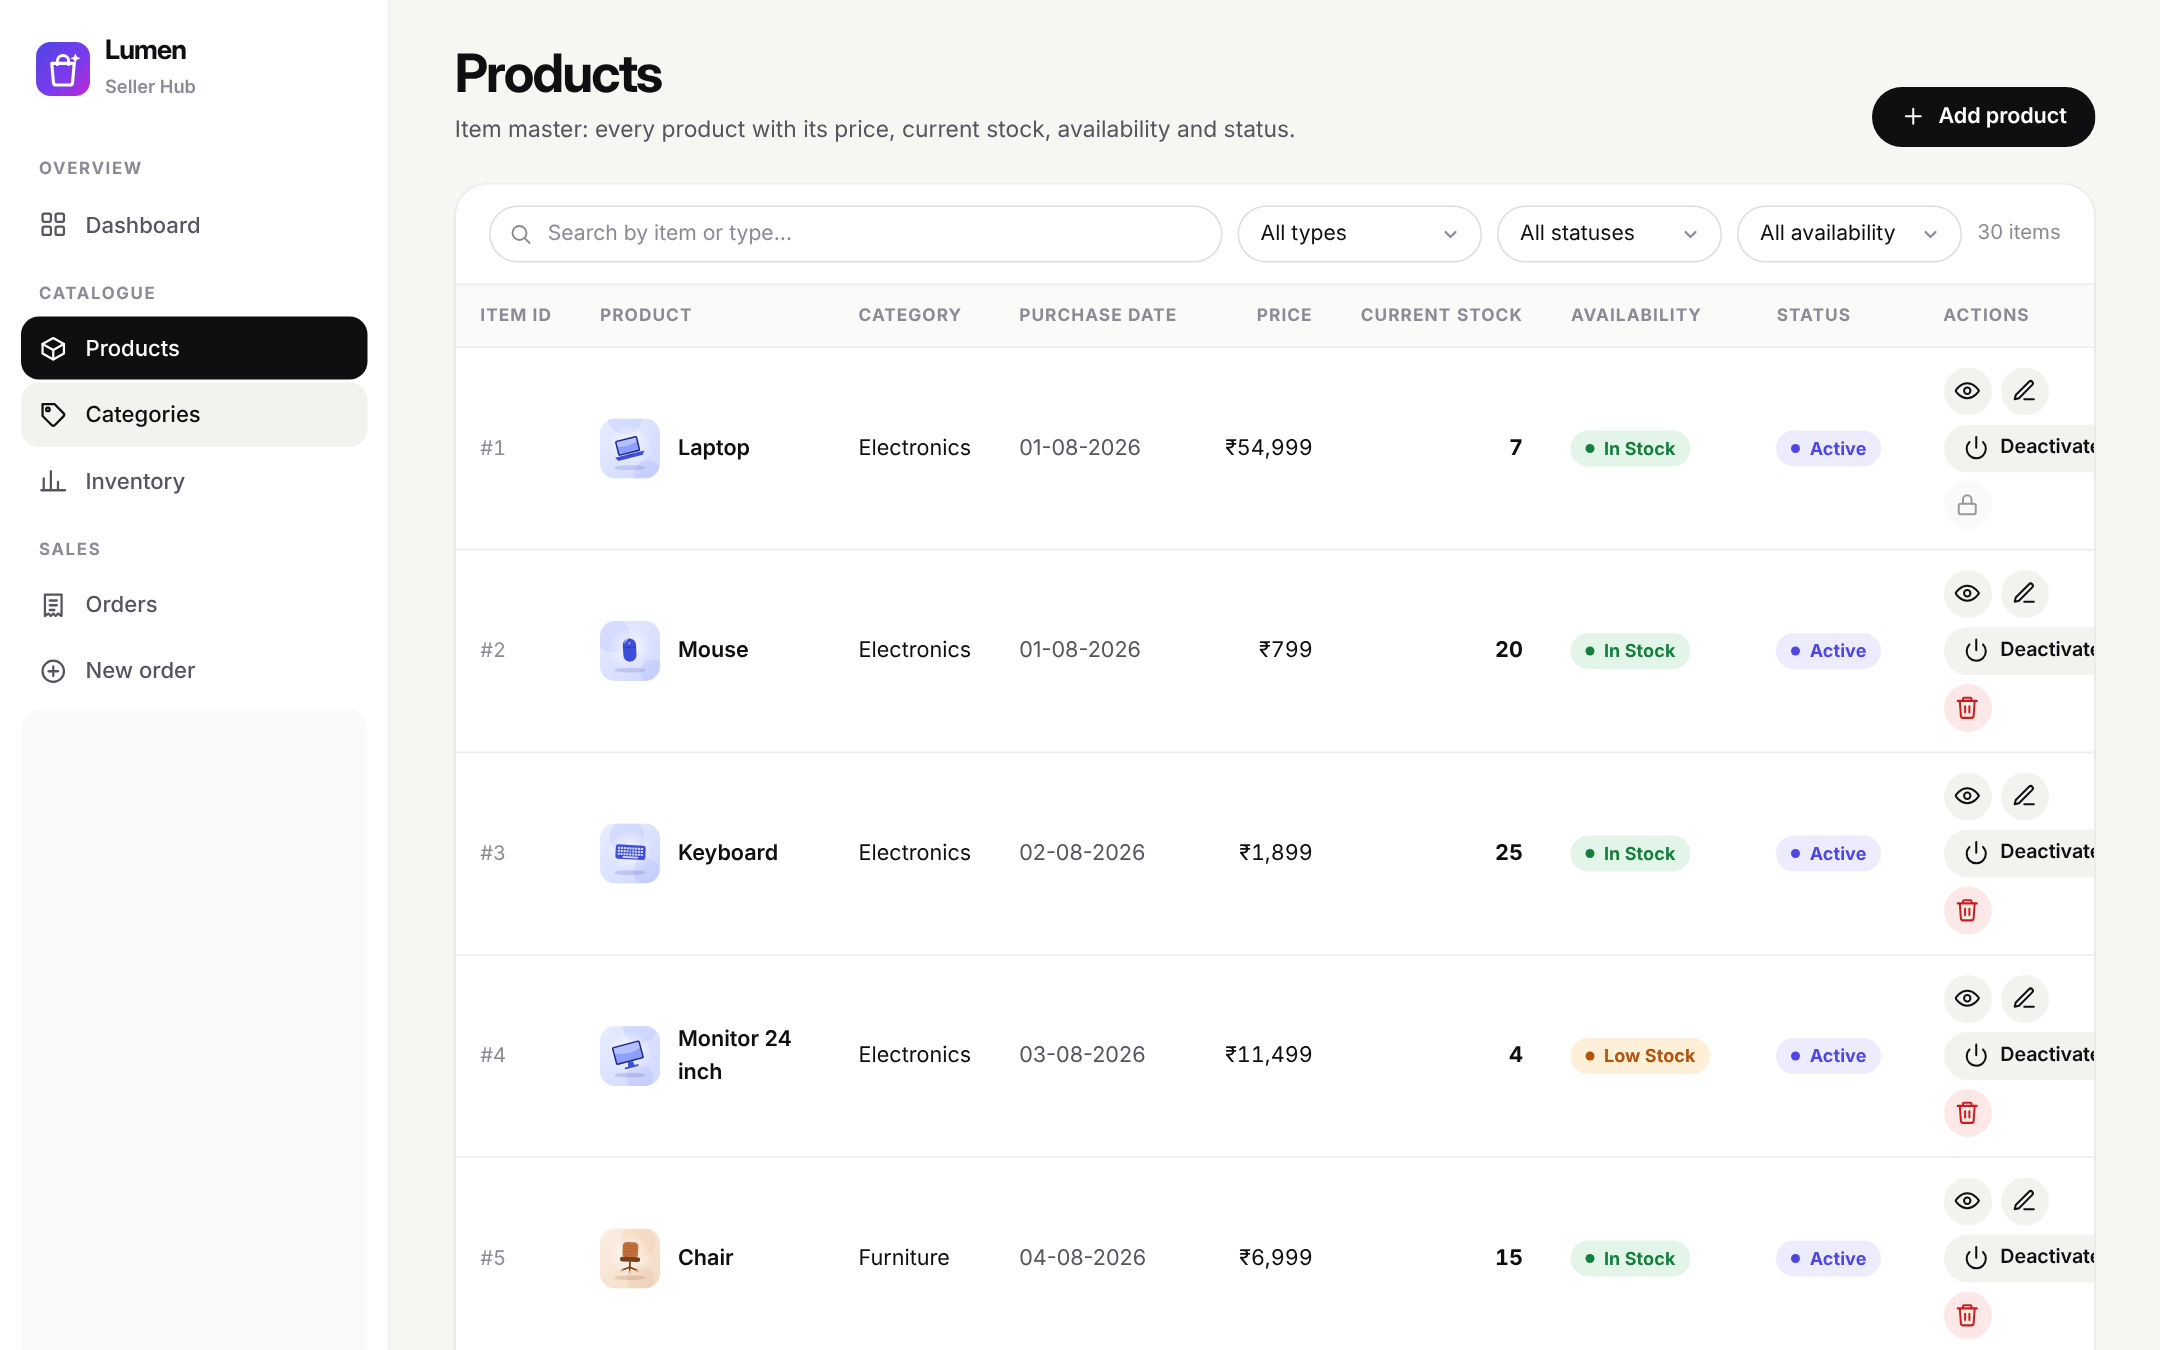 Lumen
Seller Hub
OVERVIEW
Dashboard
CATALOGUE
Products
Categories
Inventory
SALES
Orders
New order
Products
Item master: every product with its price, current stock, availability and status.
Add product
Search by item or type...
All types
All statuses
All availability
30 items
ITEM ID PRODUCT CATEGORY PURCHASE DATE PRICE CURRENT STOCK AVAILABILITY STATUS ACTIONS
#1 Laptop Electronics 01-08-2026 ₹54,999 7 In Stock Active Deactivate
#2 Mouse Electronics 01-08-2026 ₹799 20 In Stock Active Deactivate
#3 Keyboard Electronics 02-08-2026 ₹1,899 25 In Stock Active Deactivate
#4 Monitor 24 inch Electronics 03-08-2026 ₹11,499 4 Low Stock Active Deactivate
#5 Chair Furniture 04-08-2026 ₹6,999 15 In Stock Active Deactivate